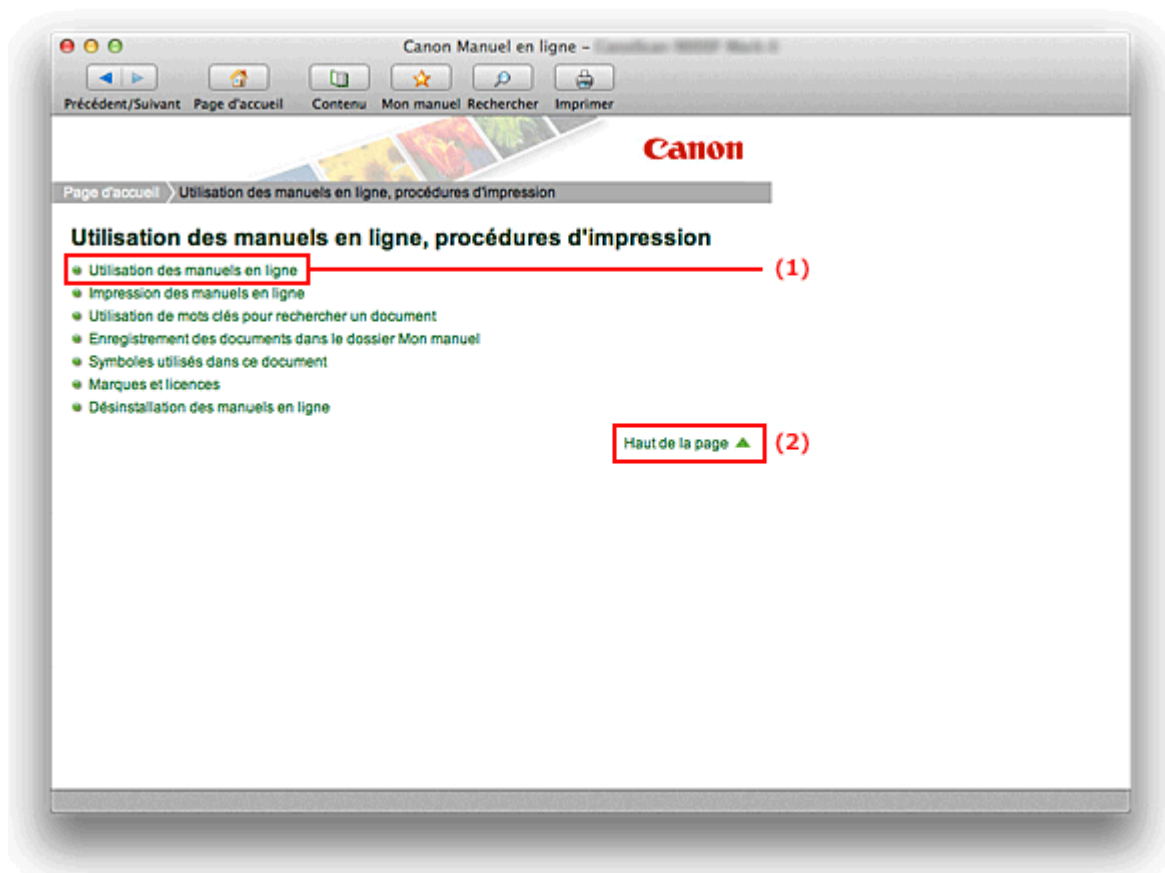 Canon Manuel en ligne –
Précédent/Suivant Page d'accueil Contenu Mon manuel Rechercher Imprimer
Canon
Page d'accueil Utilisation des manuels en ligne, procédures d'impression
Utilisation des manuels en ligne, procédures d'impression
Utilisation des manuels en ligne (1)
Impression des manuels en ligne
Utilisation de mots clés pour rechercher un document
Enregistrement des documents dans le dossier Mon manuel
Symboles utilisés dans ce document
Marques et licences
Désinstallation des manuels en ligne
Haut de la page (2)